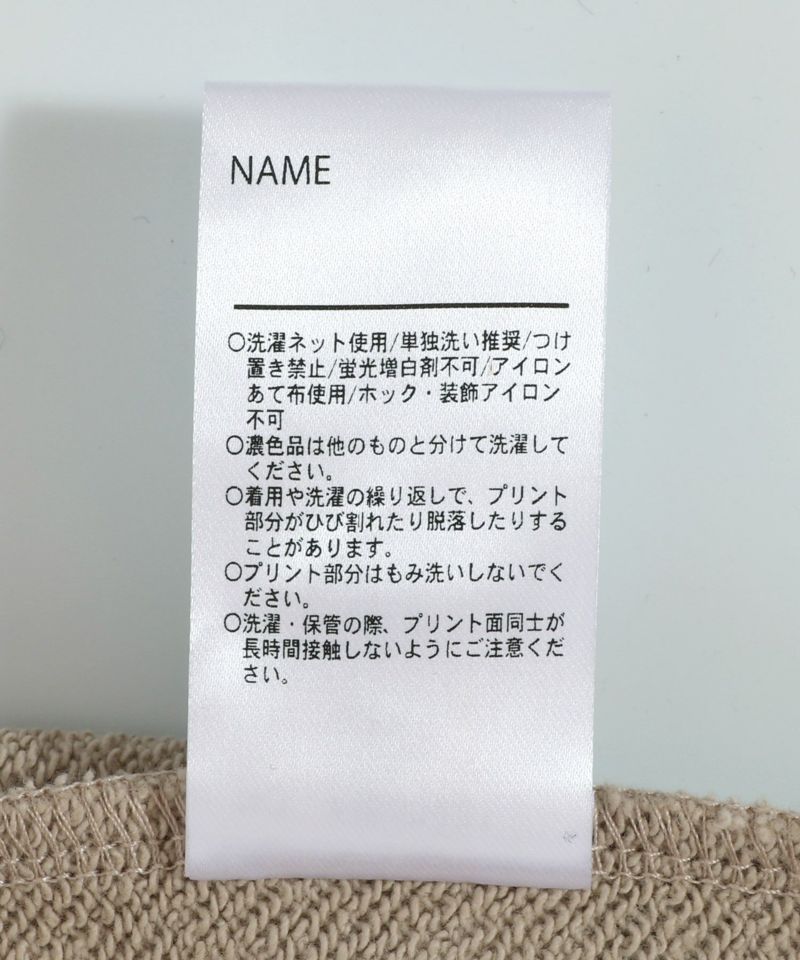 NAME
○洗濯ネット使用/単独洗い推奨/つけ
置き禁止/蛍光増白剤不可/アイロン
あて布使用/ホック・装飾アイロン
不可
○濃色品は他のものと分けて洗濯して
ください。
○着用や洗濯の繰り返しで、プリント
部分がひび割れたり脱落したりする
ことがあります。
○プリント部分はもみ洗いしないでく
ださい。
○洗濯・保管の際、プリント面同士が
長時間接触しないようにご注意くだ
さい。